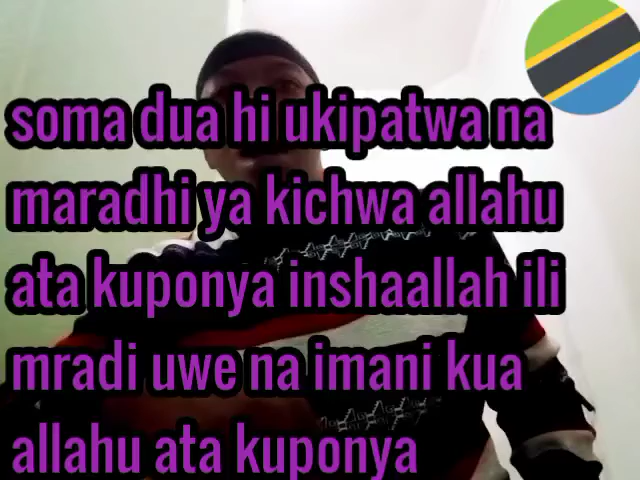 soma dua hi ukipatwa na
maradhi ya kichwa allahu
ata kuponya inshaallah ili
mradi uwe na imani kua
allahu ata kuponya